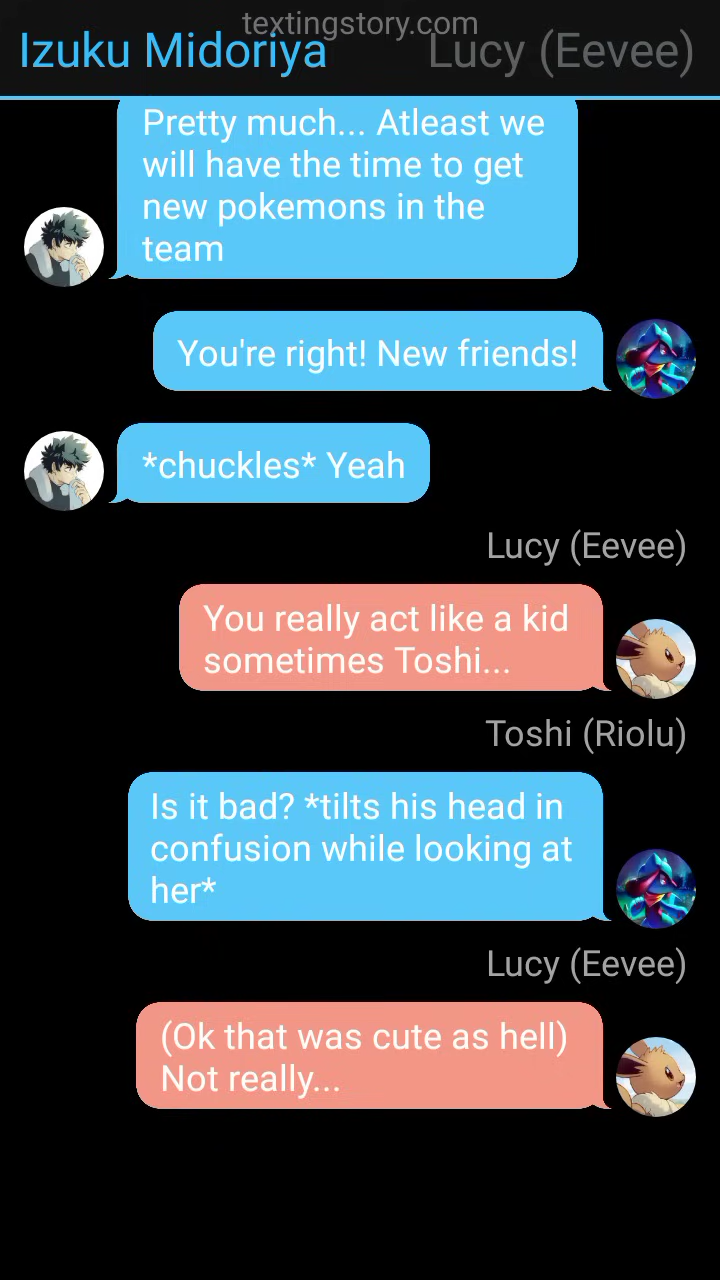 textingstory.com
Izuku Midoriya
Lucy (Eevee)
Pretty much... Atleast we
will have the time to get
new pokemons in the
team
You're right! New friends!
*chuckles* Yeah
Lucy (Eevee)
You really act like a kid
sometimes Toshi...
Toshi (Riolu)
Is it bad? *tilts his head in
confusion while looking at
her*
Lucy (Eevee)
(Ok that was cute as hell)
Not really...